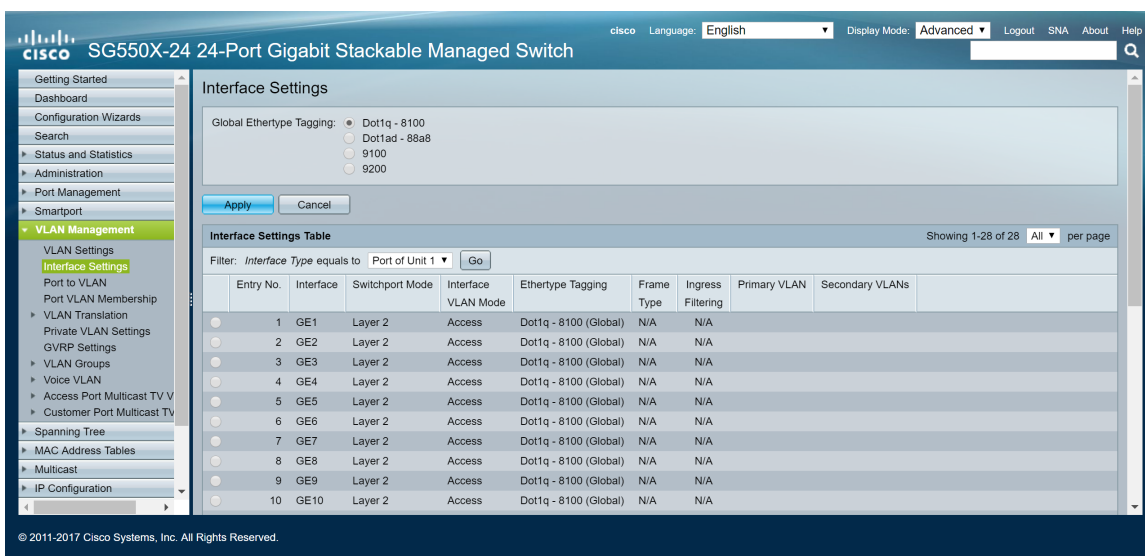 cisco Language: English Display Mode: Advanced Logout SNA About Help
CISCO SG550X-24 24-Port Gigabit Stackable Managed Switch
Getting Started
Dashboard
Configuration Wizards
Search
Status and Statistics
Administration
Port Management
Smartport
VLAN Management
VLAN Settings
Interface Settings
Port to VLAN
Port VLAN Membership
VLAN Translation
Private VLAN Settings
GVRP Settings
VLAN Groups
Voice VLAN
Access Port Multicast TV V
Customer Port Multicast TV
Spanning Tree
MAC Address Tables
Multicast
IP Configuration
Interface Settings
Global Ethertype Tagging: Dot1q - 8100
Dot1ad - 88a8
9100
9200
Apply Cancel
Interface Settings Table Showing 1-28 of 28 All per page
Filter: Interface Type equals to Port of Unit 1 Go
Entry No. Interface Switchport Mode Interface VLAN Mode Ethertype Tagging Frame Type Ingress Filtering Primary VLAN Secondary VLANs
1 GE1 Layer 2 Access Dot1q - 8100 (Global) N/A N/A
2 GE2 Layer 2 Access Dot1q - 8100 (Global) N/A N/A
3 GE3 Layer 2 Access Dot1q - 8100 (Global) N/A N/A
4 GE4 Layer 2 Access Dot1q - 8100 (Global) N/A N/A
5 GE5 Layer 2 Access Dot1q - 8100 (Global) N/A N/A
6 GE6 Layer 2 Access Dot1q - 8100 (Global) N/A N/A
7 GE7 Layer 2 Access Dot1q - 8100 (Global) N/A N/A
8 GE8 Layer 2 Access Dot1q - 8100 (Global) N/A N/A
9 GE9 Layer 2 Access Dot1q - 8100 (Global) N/A N/A
10 GE10 Layer 2 Access Dot1q - 8100 (Global) N/A N/A
© 2011-2017 Cisco Systems, Inc. All Rights Reserved.